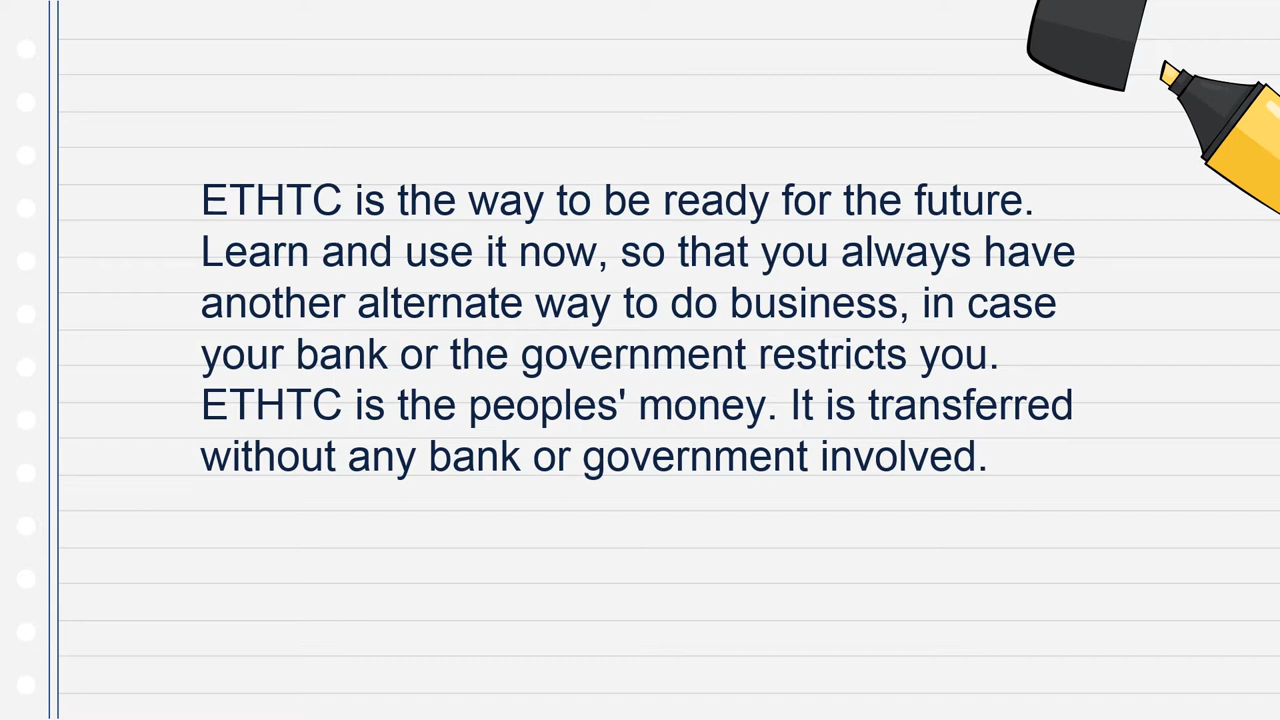 ETHTC is the way to be ready for the future.
Learn and use it now, so that you always have
another alternate way to do business, in case
your bank or the government restricts you.
ETHTC is the peoples' money. It is transferred
without any bank or government involved.